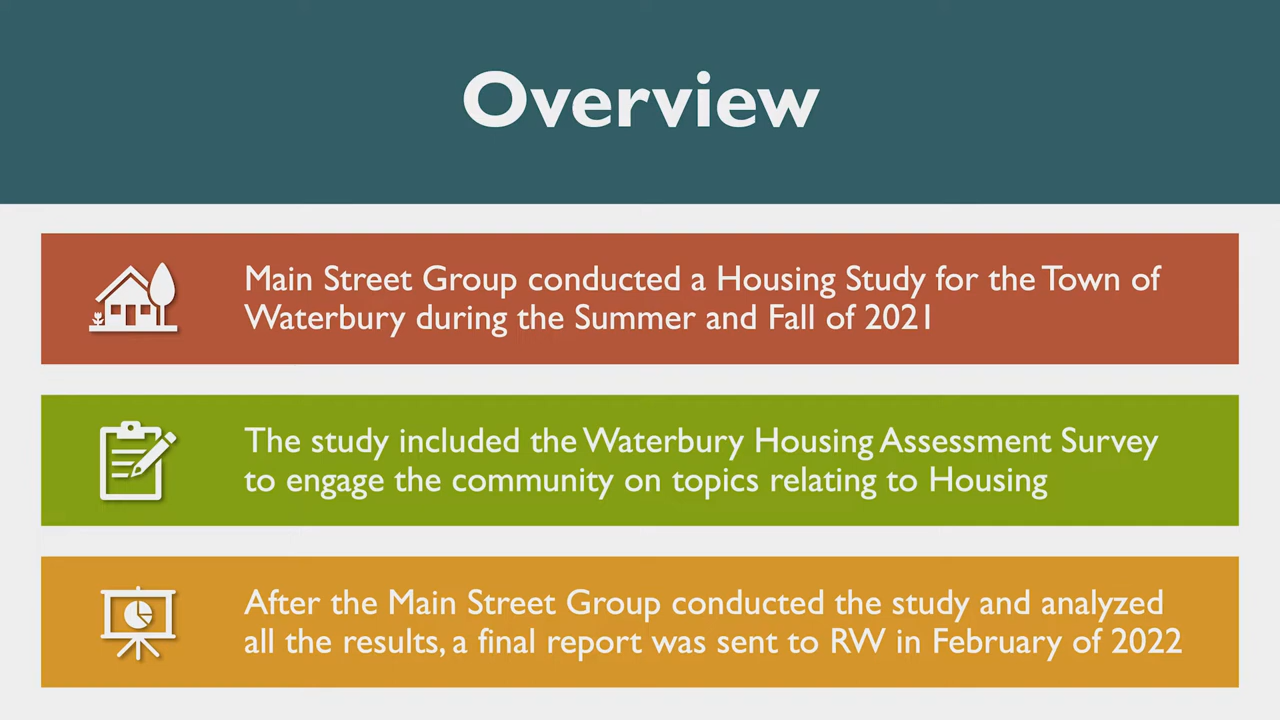 Overview
Main Street Group conducted a Housing Study for the Town of
Waterbury during the Summer and Fall of 2021
The study included the Waterbury Housing Assessment Survey
to engage the community on topics relating to Housing
After the Main Street Group conducted the study and analyzed
all the results, a final report was sent to RW in February of 2022